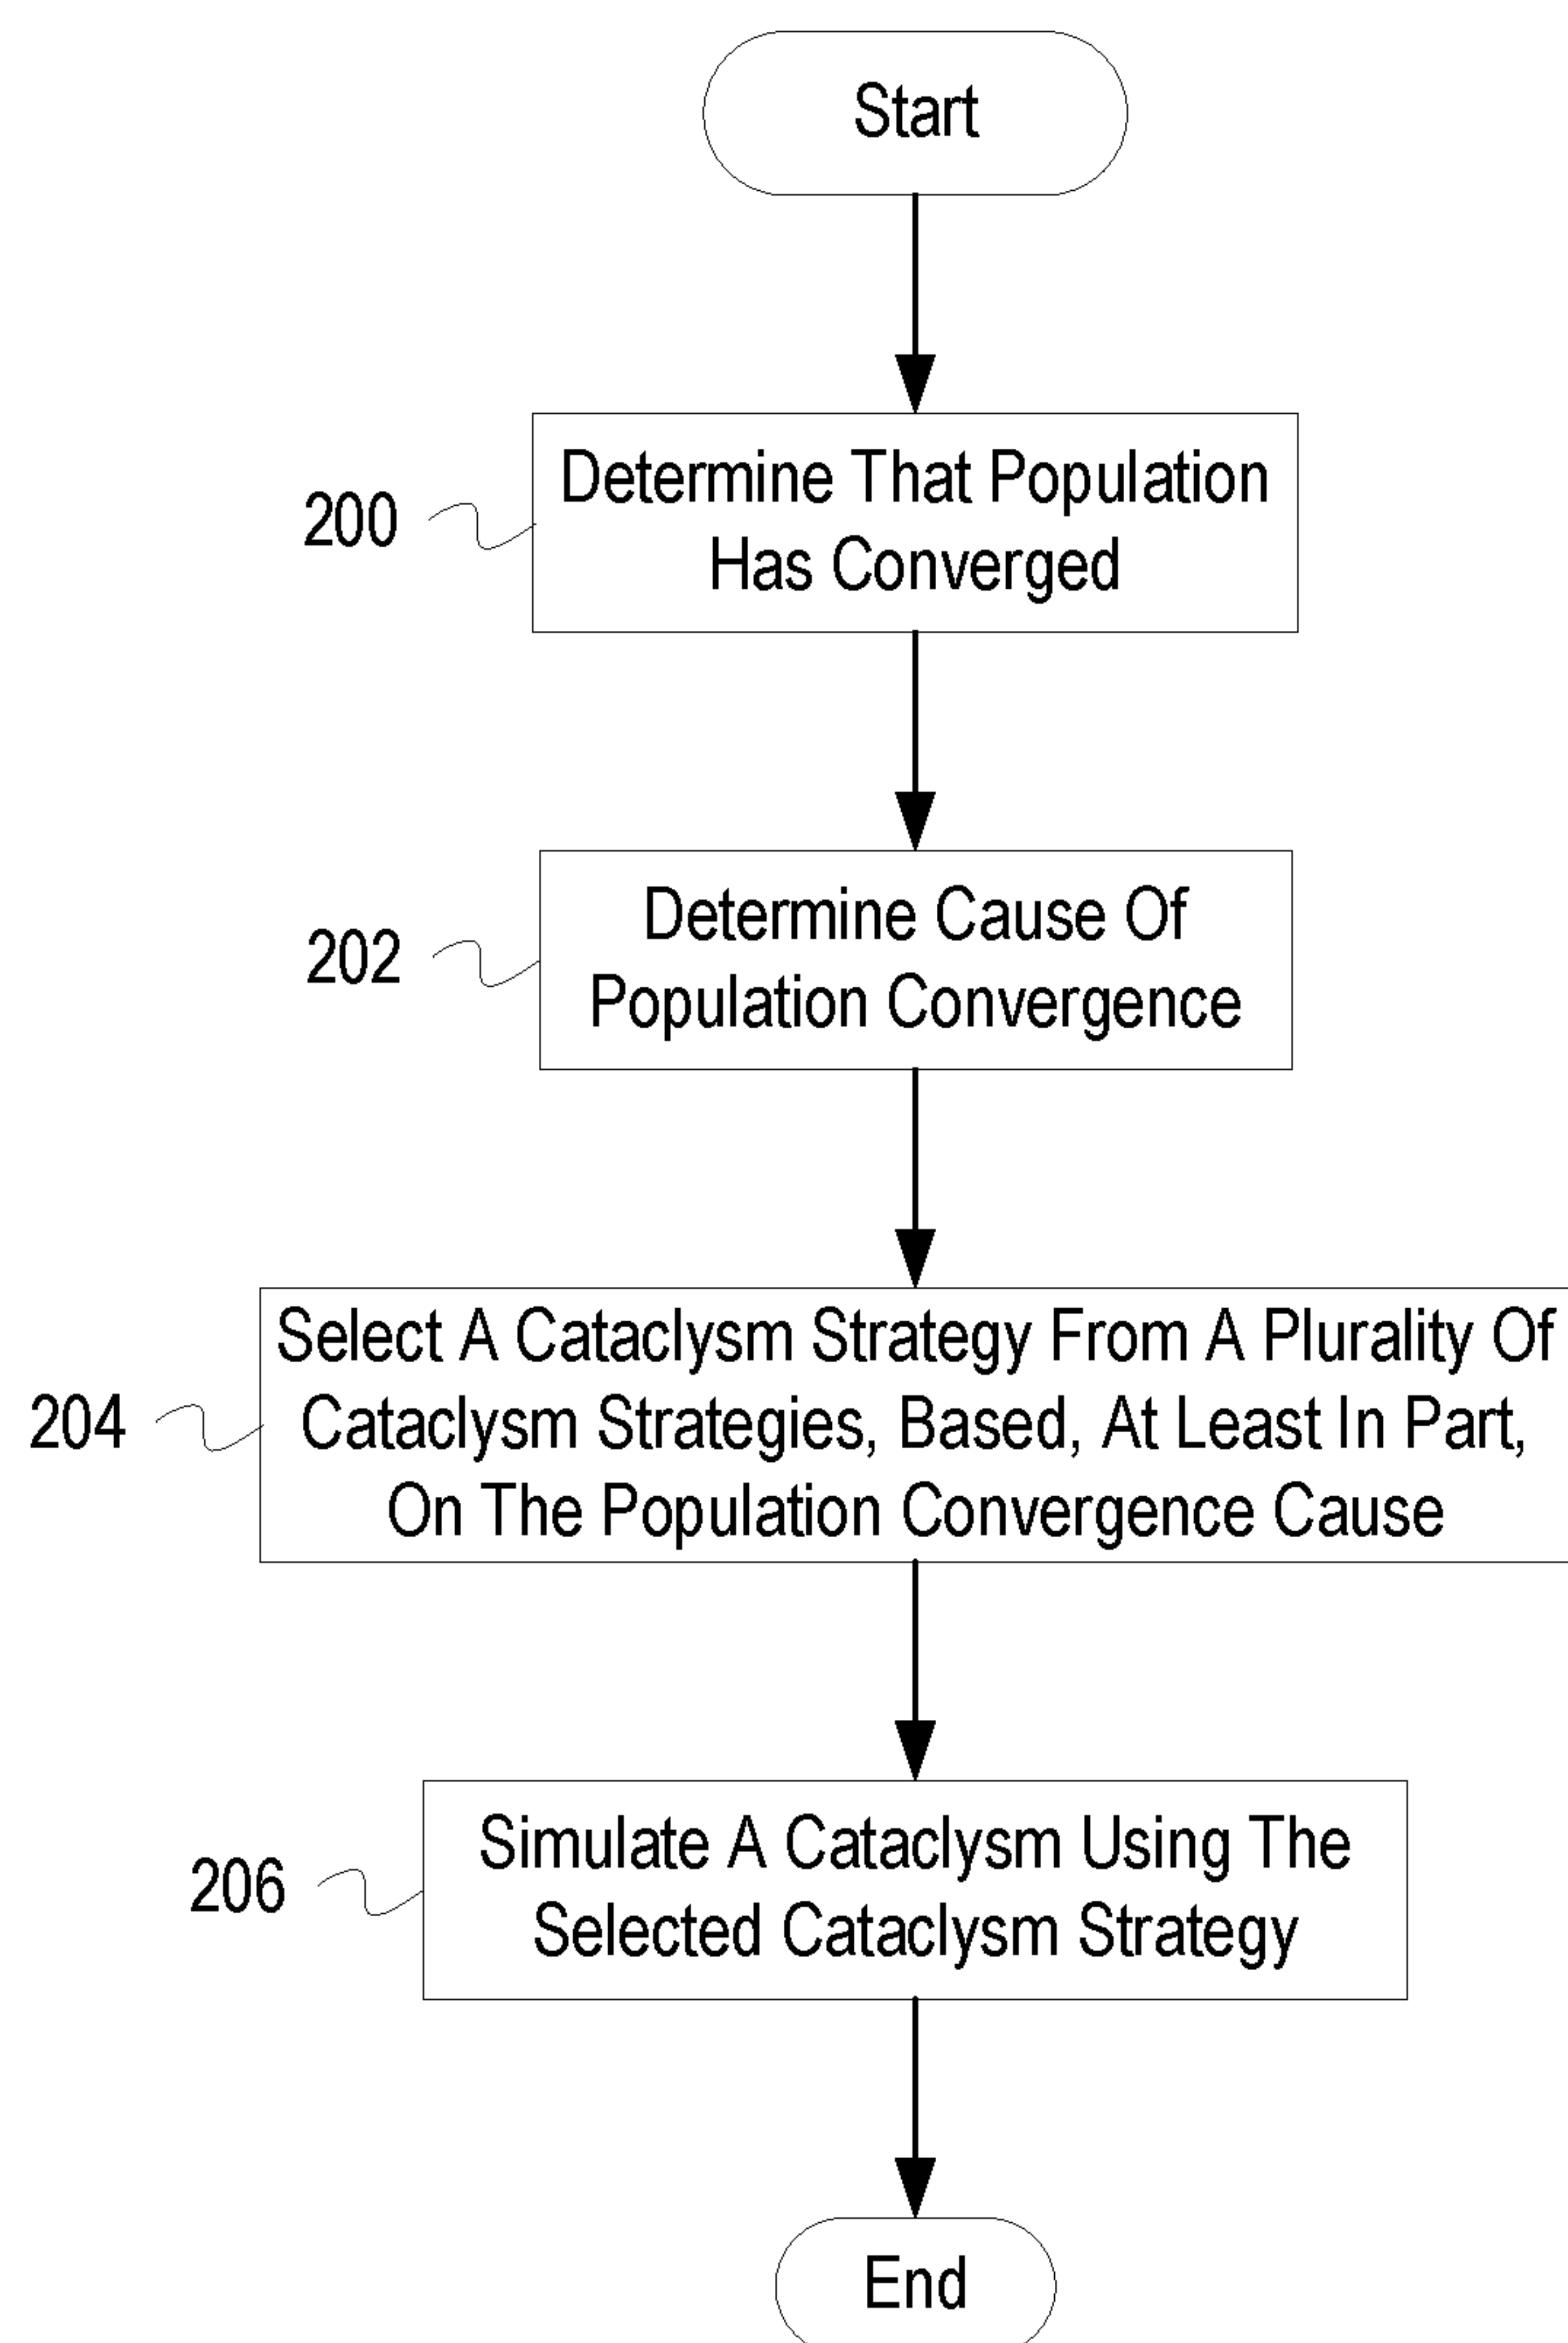 Start
200
Determine That Population
Has Converged
202
Determine Cause Of
Population Convergence
204
Select A Cataclysm Strategy From A Plurality Of
Cataclysm Strategies, Based, At Least In Part,
On The Population Convergence Cause
206
Simulate A Cataclysm Using The
Selected Cataclysm Strategy
End